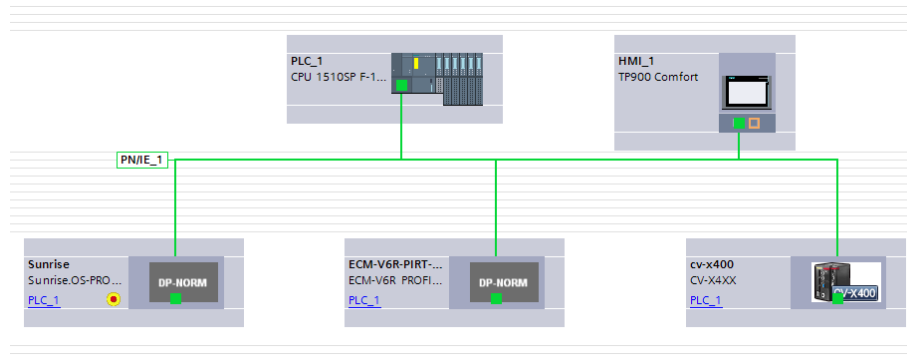 PLC_1
CPU 1510SP F-1...
HMI_1
TP900 Comfort
PN/IE_1
Sunrise
Sunrise.OS-PRO...
PLC_1
DP-NORM
ECM-V6R-PIRT-...
ECM-V6R PROFI...
PLC_1
DP-NORM
cv-x400
CV-X4XX
PLC_1
CV-X400